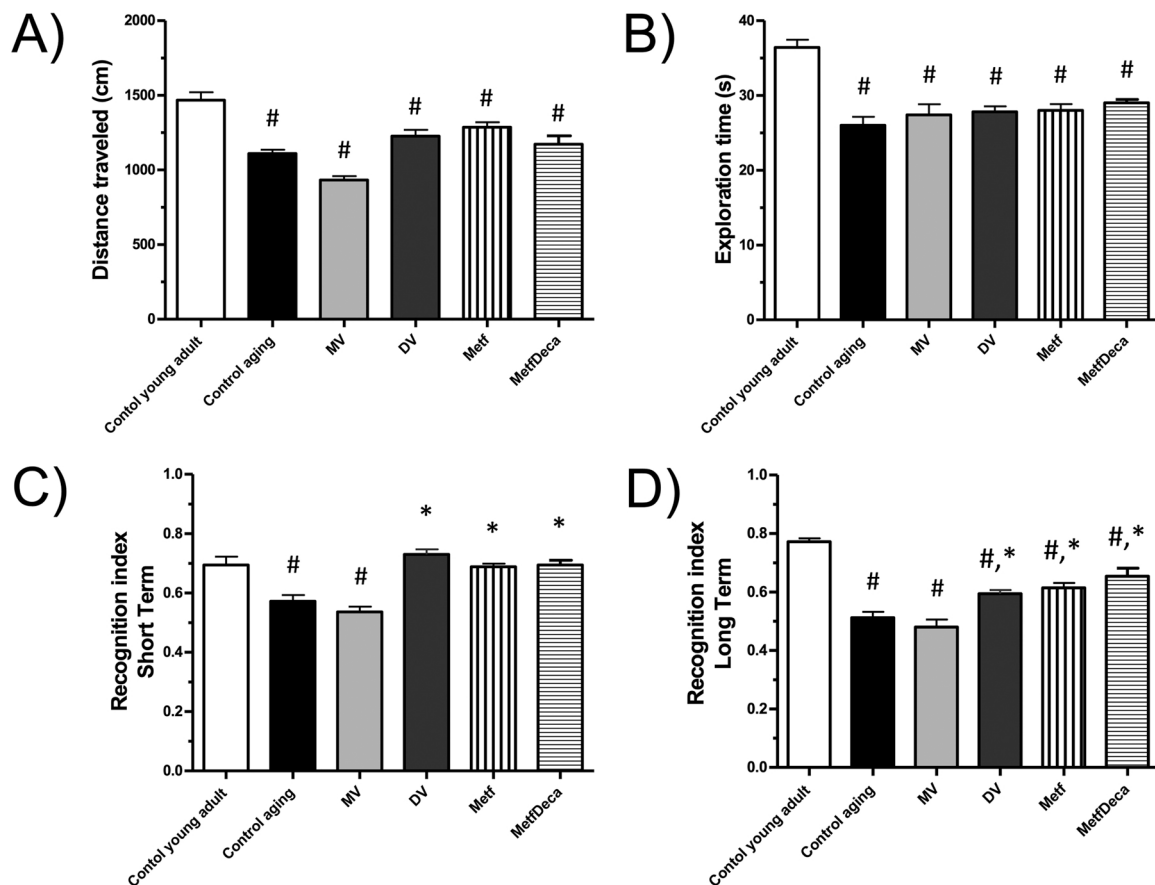 A)
Distance traveled (cm)
2000
1500
1000
500
0
# # # # #
Contol young adult
Control aging
MV
DV
Metf
MetfDeca
B)
Exploration time (s)
40
30
20
10
0
# # # # #
Contol young adult
Control aging
MV
DV
Metf
MetfDeca
C)
Recognition index
Short Term
1.0
0.8
0.6
0.4
0.2
0.0
# # * * *
Contol young adult
Control aging
MV
DV
Metf
MetfDeca
D)
Recognition index
Long Term
1.0
0.8
0.6
0.4
0.2
0.0
# # #,* #,* #,*
Contol young adult
Control aging
MV
DV
Metf
MetfDeca